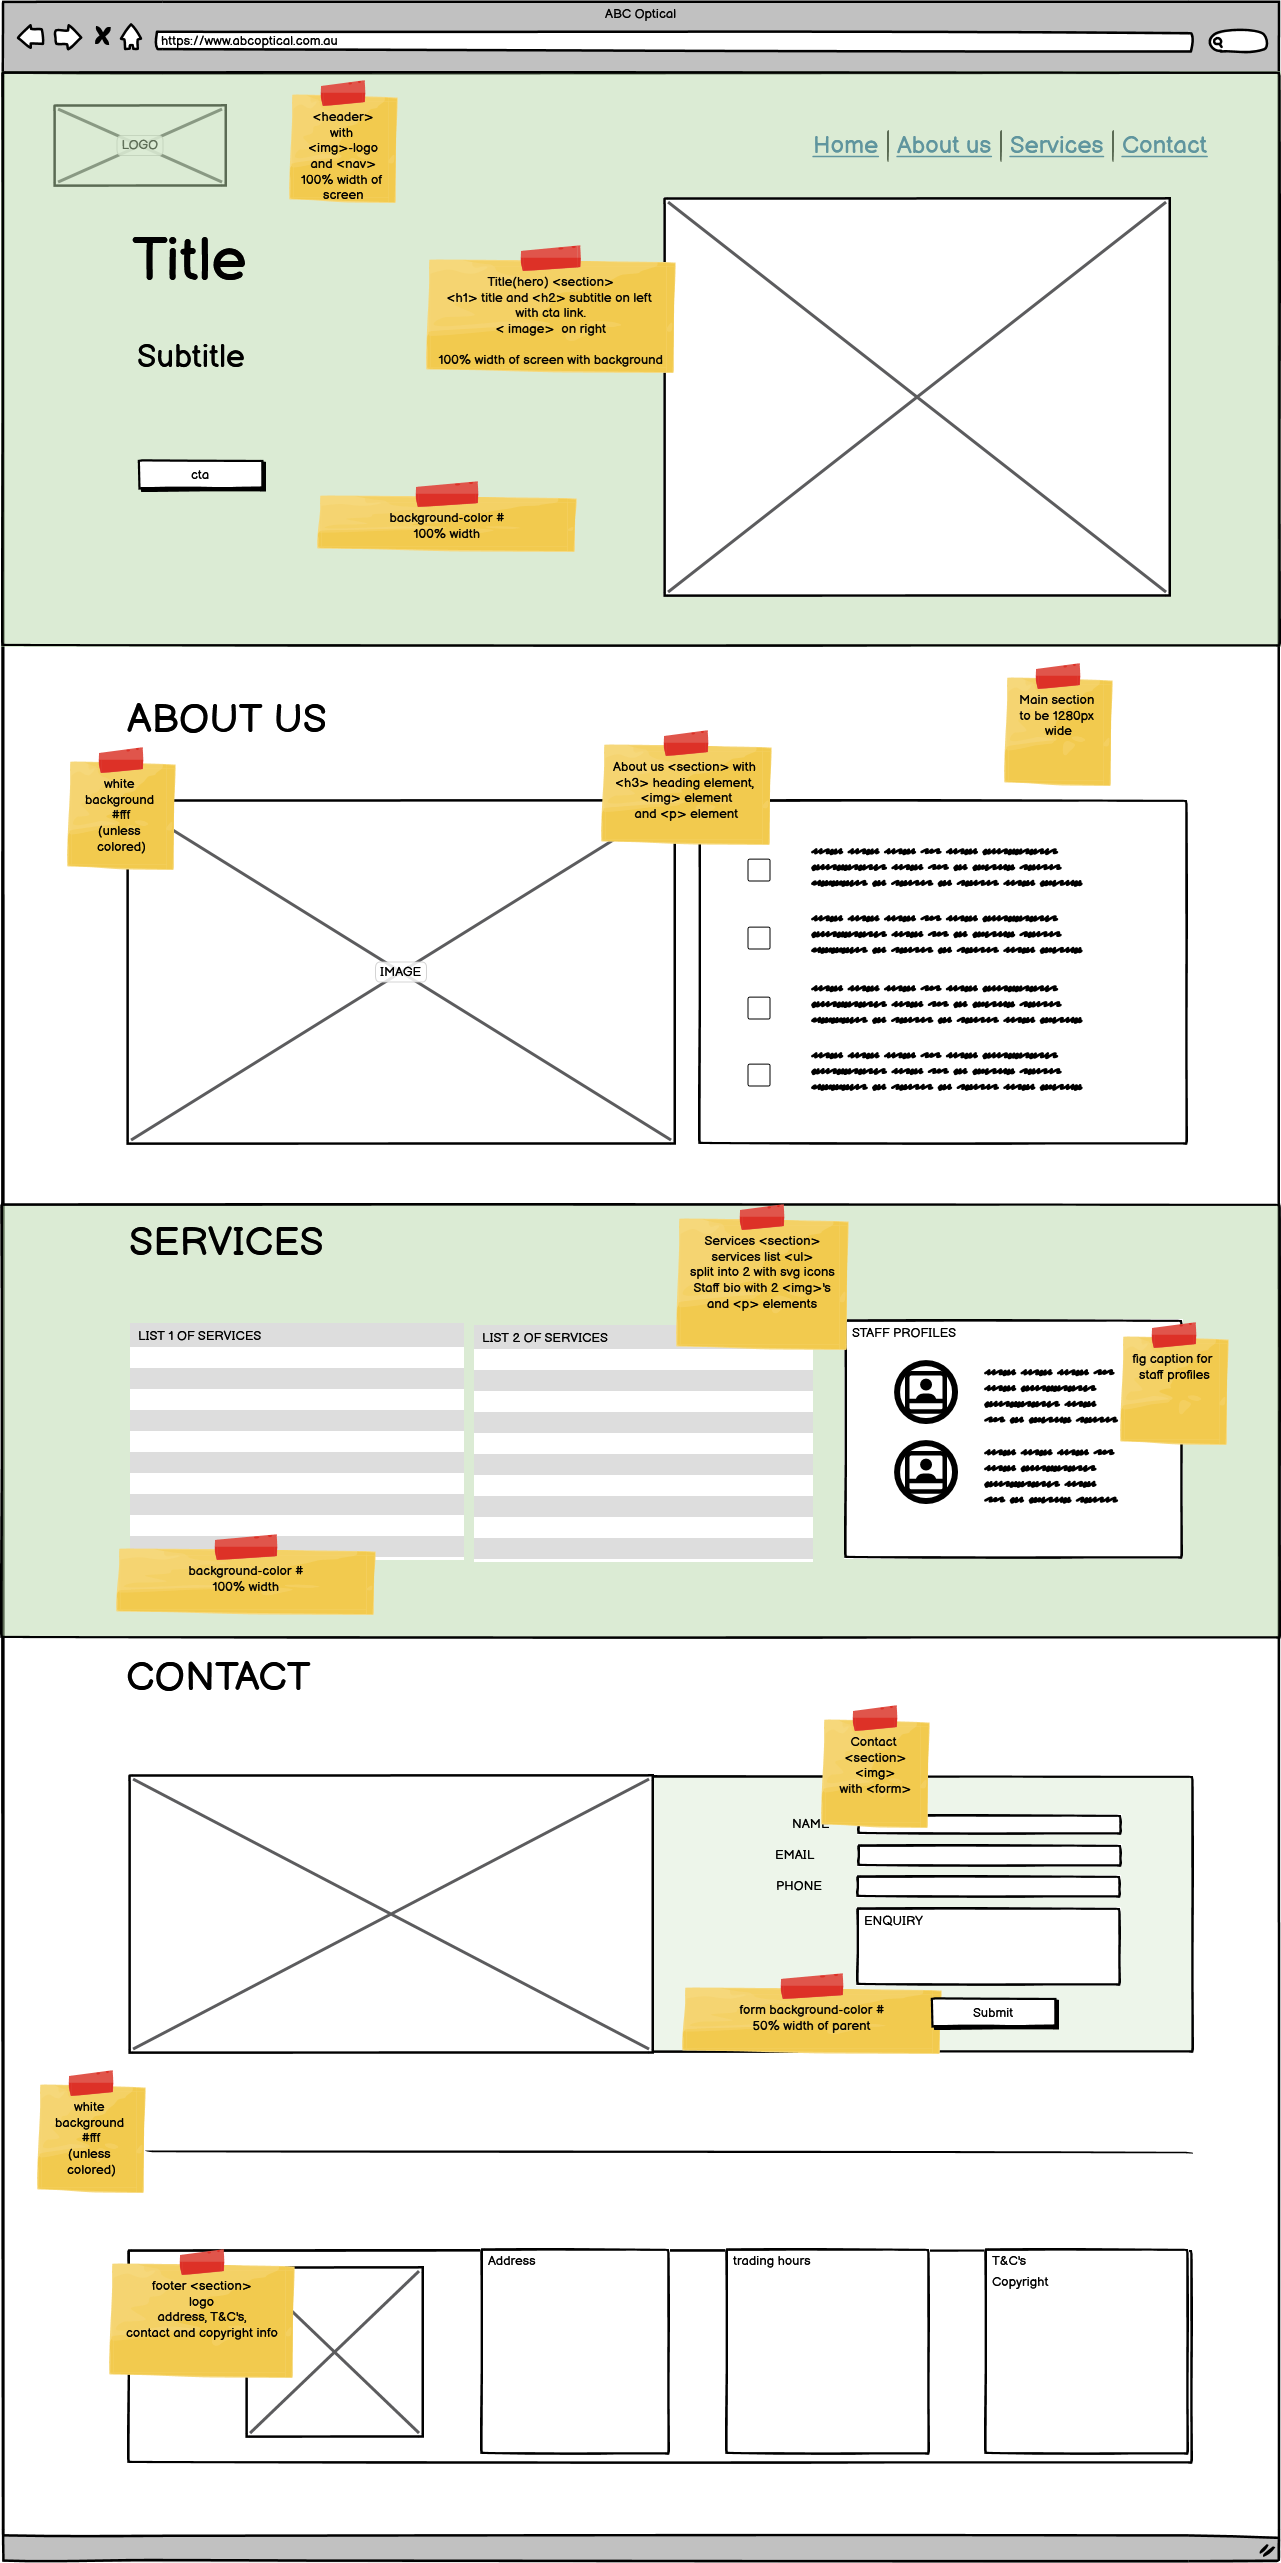 ABC Optical
https://www.abcoptical.com.au
LOGO
<header>
with
<img>-logo
and <nav>
100% width of
screen
Home
About us
Services
Contact
Title
Title(hero) <section>
<h1> title and <h2> subtitle on left
with cta link.
< image>  on right
100% width of screen with background
Subtitle
cta
background-color #
100% width
ABOUT US
Main section
to be 1280px
wide
white
background
#fff
(unless
colored)
About us <section> with
<h3> heading element,
<img> element
and <p> element
IMAGE
SERVICES
Services <section>
services list <ul>
split into 2 with svg icons
Staff bio with 2 <img>'s
and <p> elements
LIST 1 OF SERVICES
LIST 2 OF SERVICES
STAFF PROFILES
fig caption for
staff profiles
background-color #
100% width
CONTACT
Contact
<section>
<img>
with <form>
NAME
EMAIL
PHONE
ENQUIRY
form background-color #
50% width of parent
Submit
white
background
#fff
(unless
colored)
footer <section>
logo
address, T&C's,
contact and copyright info
Address
trading hours
T&C's
Copyright